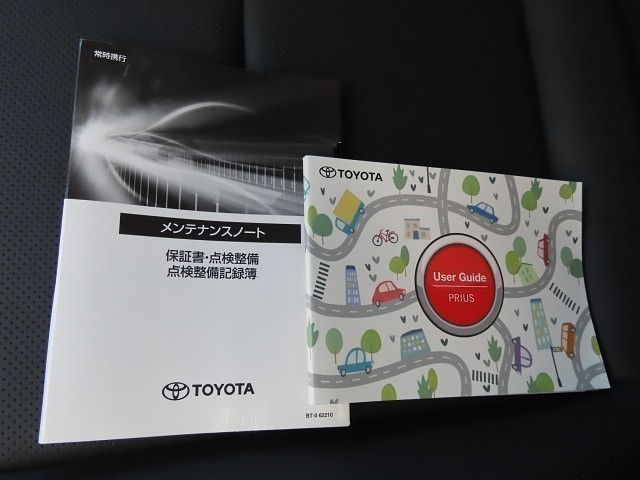 常時携行
メンテナンスノート
保証書・点検整備
点検整備記録簿
TOYOTA
BT-0 62210
TOYOTA
User Guide
PRIUS